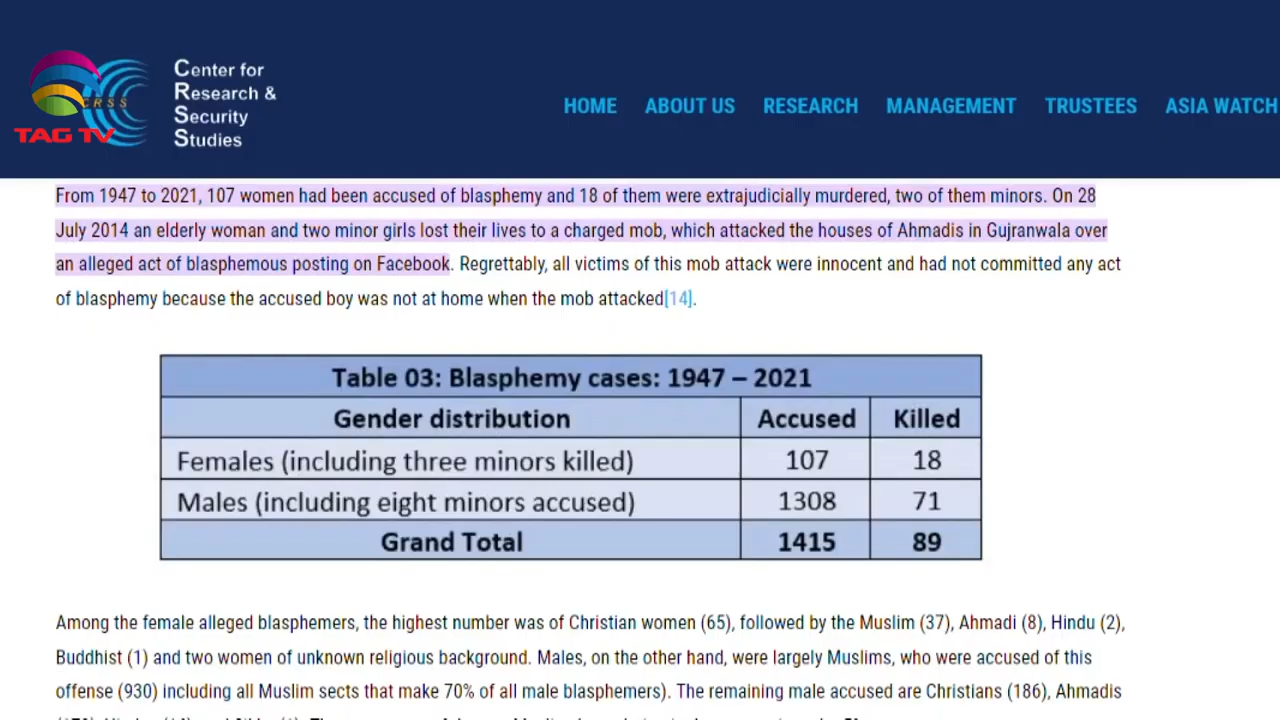 Center for
Research &
Security
Studies
CRSS
TAG TV
HOME ABOUT US RESEARCH MANAGEMENT TRUSTEES ASIA WATCH
From 1947 to 2021, 107 women had been accused of blasphemy and 18 of them were extrajudicially murdered, two of them minors. On 28
July 2014 an elderly woman and two minor girls lost their lives to a charged mob, which attacked the houses of Ahmadis in Gujranwala over
an alleged act of blasphemous posting on Facebook. Regrettably, all victims of this mob attack were innocent and had not committed any act
of blasphemy because the accused boy was not at home when the mob attacked[14].
Table 03: Blasphemy cases: 1947 – 2021
Gender distribution Accused Killed
Females (including three minors killed) 107 18
Males (including eight minors accused) 1308 71
Grand Total 1415 89
Among the female alleged blasphemers, the highest number was of Christian women (65), followed by the Muslim (37), Ahmadi (8), Hindu (2),
Buddhist (1) and two women of unknown religious background. Males, on the other hand, were largely Muslims, who were accused of this
offense (930) including all Muslim sects that make 70% of all male blasphemers). The remaining male accused are Christians (186), Ahmadis